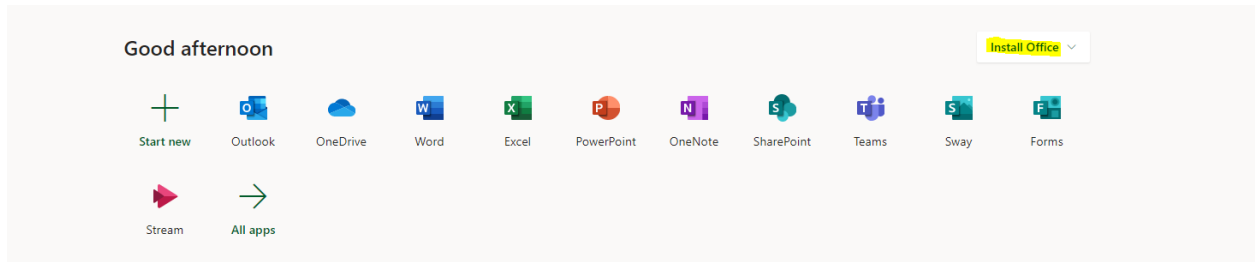 Good afternoon
Install Office
Start new
Outlook
OneDrive
Word
Excel
PowerPoint
OneNote
SharePoint
Teams
Sway
Forms
Stream
All apps